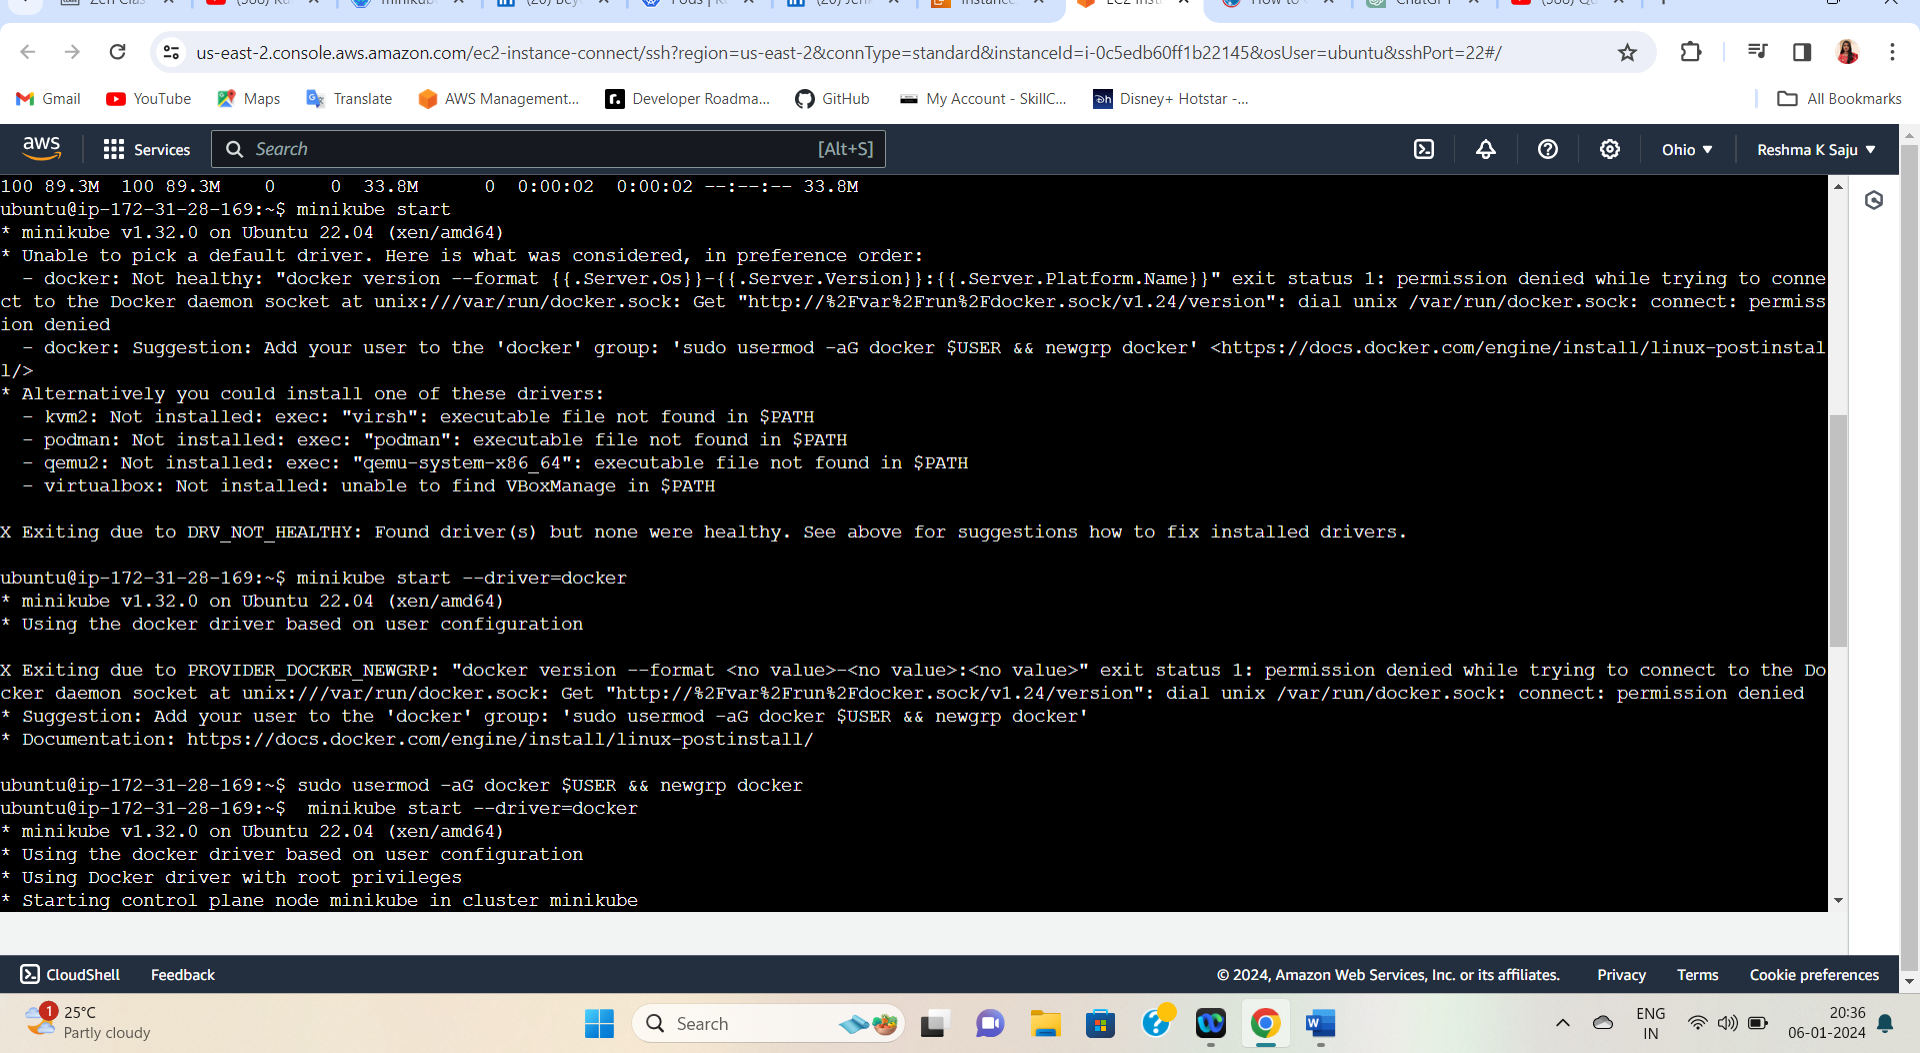 us-east-2.console.aws.amazon.com/ec2-instance-connect/ssh?region=us-east-2&connType=standard&instanceId=i-0c5edb60ff1b22145&osUser=ubuntu&sshPort=22#/
Gmail YouTube Maps Translate AWS Management... Developer Roadma... GitHub My Account - SkillC... Disney+ Hotstar -... All Bookmarks
aws Services Search [Alt+S] Ohio Reshma K Saju
100 89.3M  100 89.3M    0     0  33.8M      0  0:00:02  0:00:02 --:--:-- 33.8M
ubuntu@ip-172-31-28-169:~$ minikube start
* minikube v1.32.0 on Ubuntu 22.04 (xen/amd64)
* Unable to pick a default driver. Here is what was considered, in preference order:
  - docker: Not healthy: "docker version --format {{.Server.Os}}-{{.Server.Version}}:{{.Server.Platform.Name}}" exit status 1: permission denied while trying to conne
ct to the Docker daemon socket at unix:///var/run/docker.sock: Get "http://%2Fvar%2Frun%2Fdocker.sock/v1.24/version": dial unix /var/run/docker.sock: connect: permiss
ion denied
  - docker: Suggestion: Add your user to the 'docker' group: 'sudo usermod -aG docker $USER && newgrp docker' <https://docs.docker.com/engine/install/linux-postinstal
l/>
* Alternatively you could install one of these drivers:
  - kvm2: Not installed: exec: "virsh": executable file not found in $PATH
  - podman: Not installed: exec: "podman": executable file not found in $PATH
  - qemu2: Not installed: exec: "qemu-system-x86_64": executable file not found in $PATH
  - virtualbox: Not installed: unable to find VBoxManage in $PATH
X Exiting due to DRV_NOT_HEALTHY: Found driver(s) but none were healthy. See above for suggestions how to fix installed drivers.
ubuntu@ip-172-31-28-169:~$ minikube start --driver=docker
* minikube v1.32.0 on Ubuntu 22.04 (xen/amd64)
* Using the docker driver based on user configuration
X Exiting due to PROVIDER_DOCKER_NEWGRP: "docker version --format <no value>-<no value>:<no value>" exit status 1: permission denied while trying to connect to the Do
cker daemon socket at unix:///var/run/docker.sock: Get "http://%2Fvar%2Frun%2Fdocker.sock/v1.24/version": dial unix /var/run/docker.sock: connect: permission denied
* Suggestion: Add your user to the 'docker' group: 'sudo usermod -aG docker $USER && newgrp docker'
* Documentation: https://docs.docker.com/engine/install/linux-postinstall/
ubuntu@ip-172-31-28-169:~$ sudo usermod -aG docker $USER && newgrp docker
ubuntu@ip-172-31-28-169:~$  minikube start --driver=docker
* minikube v1.32.0 on Ubuntu 22.04 (xen/amd64)
* Using the docker driver based on user configuration
* Using Docker driver with root privileges
* Starting control plane node minikube in cluster minikube
CloudShell Feedback © 2024, Amazon Web Services, Inc. or its affiliates. Privacy Terms Cookie preferences
1 25°C
Partly cloudy
Search
ENG
IN
20:36
06-01-2024